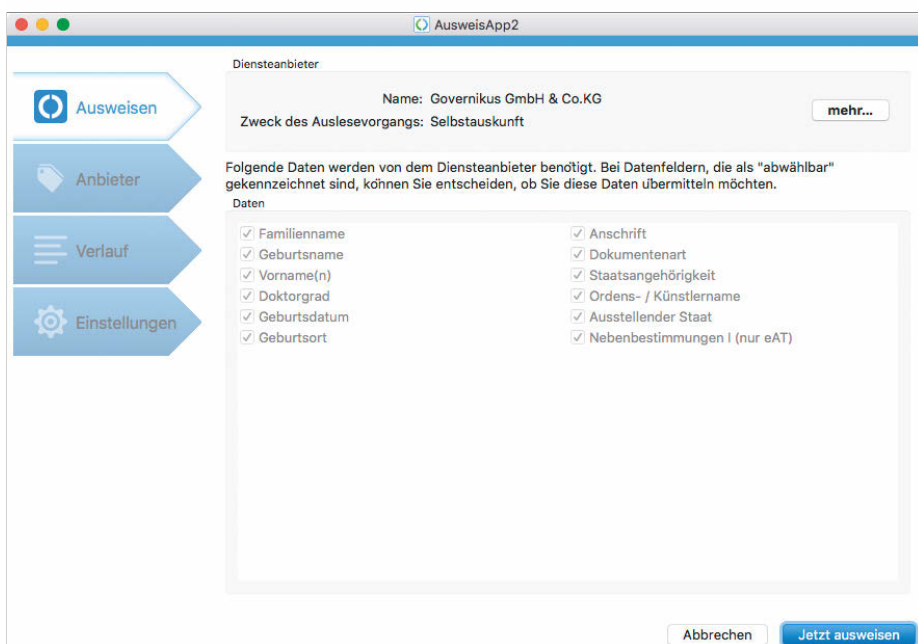 AusweisApp2
Ausweisen
Anbieter
Verlauf
Einstellungen
Diensteanbieter
Name: Governikus GmbH & Co.KG
Zweck des Auslesevorgangs: Selbstauskunft
mehr...
Folgende Daten werden von dem Diensteanbieter benötigt. Bei Datenfeldern, die als "abwählbar"
gekennzeichnet sind, können Sie entscheiden, ob Sie diese Daten übermitteln möchten.
Daten
Familienname
Geburtsname
Vorname(n)
Doktorgrad
Geburtsdatum
Geburtsort
Anschrift
Dokumentenart
Staatsangehörigkeit
Ordens- / Künstlername
Ausstellender Staat
Nebenbestimmungen I (nur eAT)
Abbrechen
Jetzt ausweisen